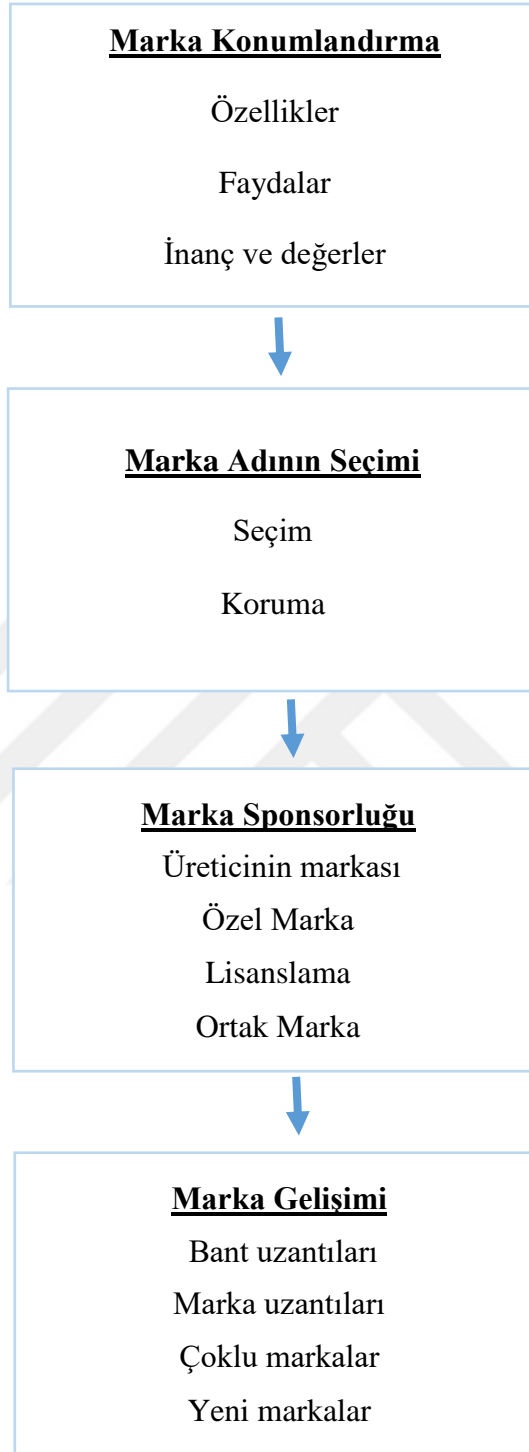 Marka Konumlandırma
Özellikler
Faydalar
İnanç ve değerler
Marka Adının Seçimi
Seçim
Koruma
Marka Sponsorluğu
Üreticinin markası
Özel Marka
Lisanslama
Ortak Marka
Marka Gelişimi
Bant uzantıları
Marka uzantıları
Çoklu markalar
Yeni markalar